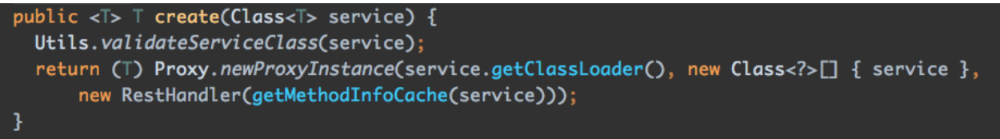 public <T> T create(Class<T> service) {
  Utils.validateServiceClass(service);
  return (T) Proxy.newProxyInstance(service.getClassLoader(), new Class<?>[] { service },
      new RestHandler(getMethodInfoCache(service)));
}